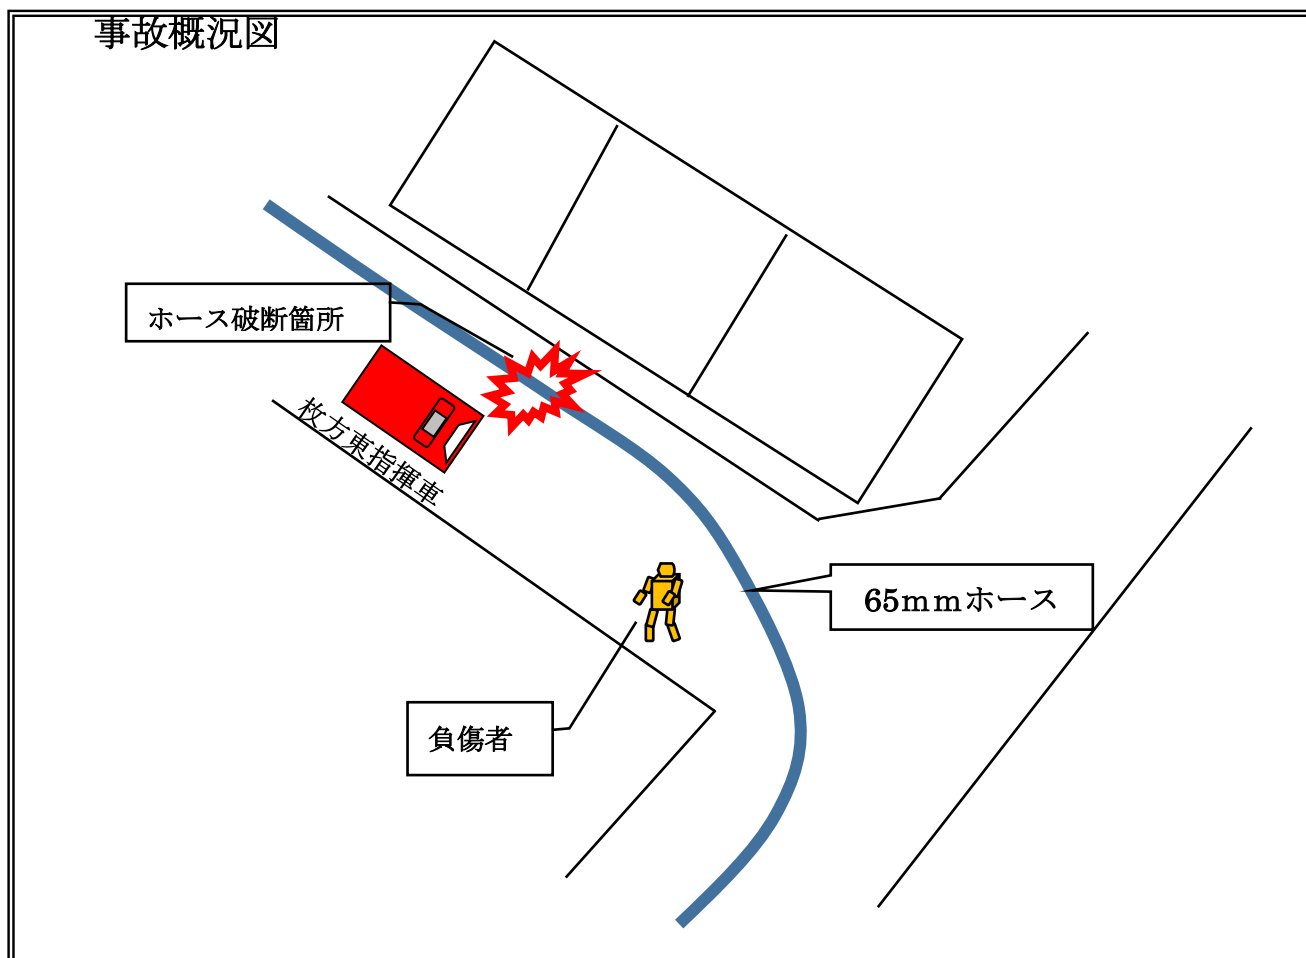 事故概況図
ホース破断箇所
枚方東指揮車
65ｍｍホース
負傷者